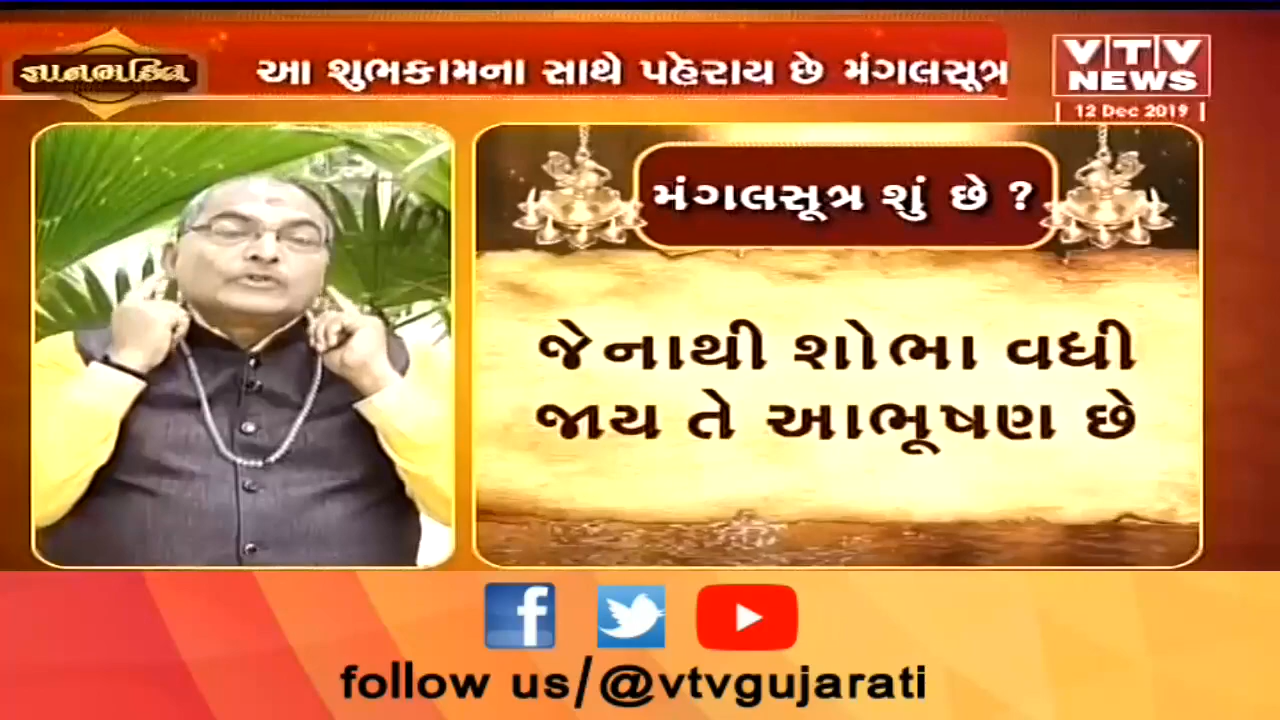 જ્ઞાનભક્તિ
આ શુભકામના સાથે પહેરાય છે મંગલસૂત્ર
VTV
NEWS
12 Dec 2019
મંગલસૂત્ર શું છે ?
જેનાથી શોભા વધી
જાય તે આભૂષણ છે
follow us/@vtvgujarati